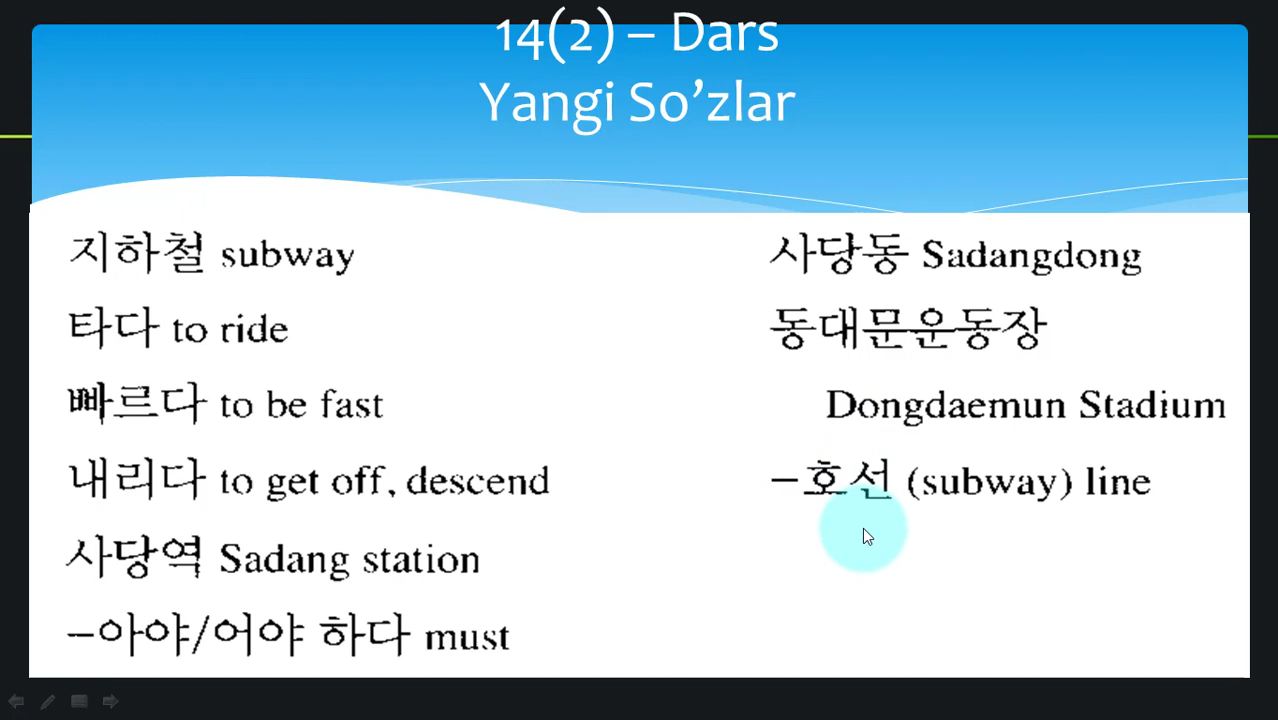 14(2) – Dars
Yangi So’zlar
지하철 subway
타다 to ride
빠르다 to be fast
내리다 to get off, descend
사당역 Sadang station
–아야/어야 하다 must
사당동 Sadangdong
동대문운동장
Dongdaemun Stadium
–호선 (subway) line